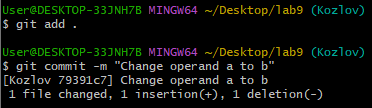 User@DESKTOP-33JNH7B MINGW64 ~/Desktop/lab9 (Kozlov)
$ git add .
User@DESKTOP-33JNH7B MINGW64 ~/Desktop/lab9 (Kozlov)
$ git commit -m "Change operand a to b"
[Kozlov 79391c7] Change operand a to b
1 file changed, 1 insertion(+), 1 deletion(-)